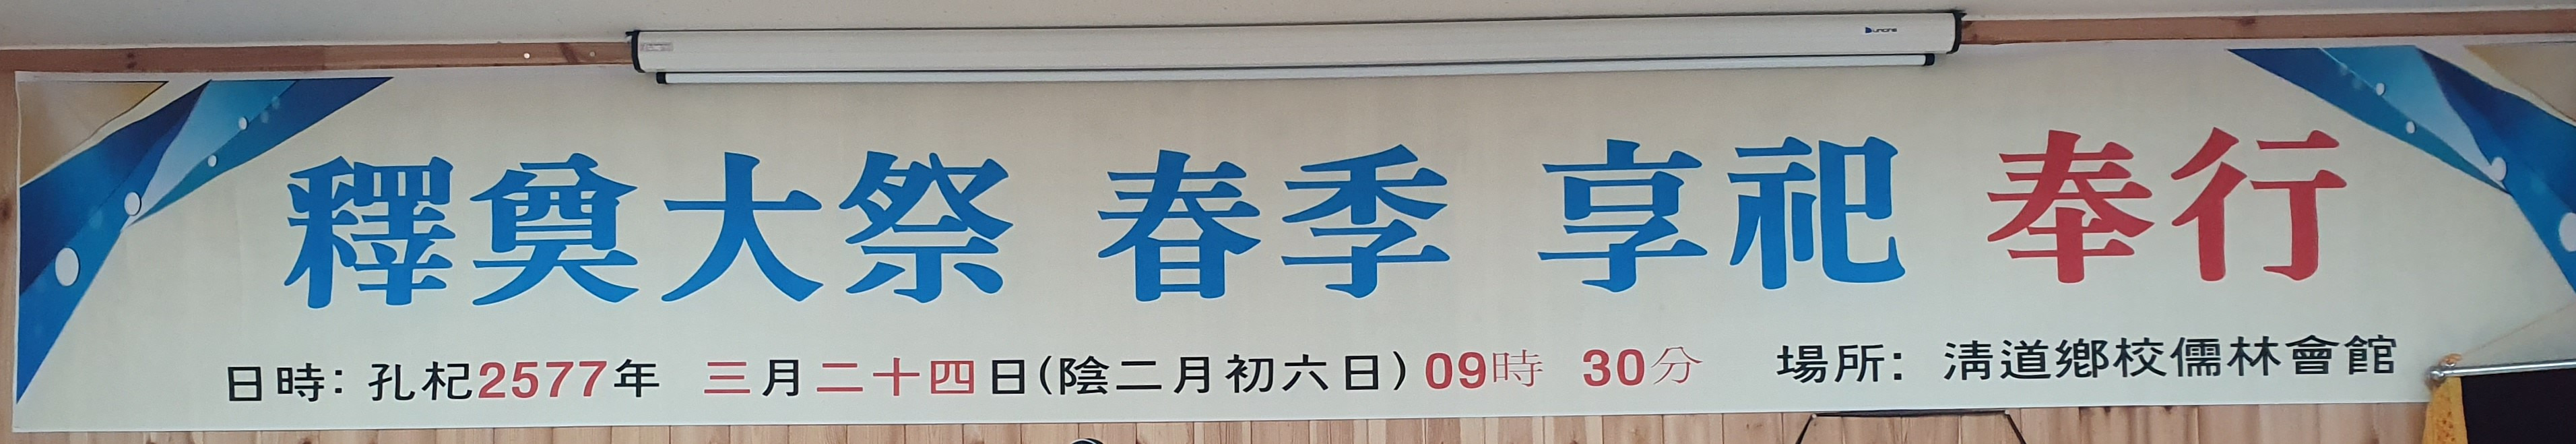 釋奠大祭 春季 享祀 奉行
日時: 孔杞2577年 三月二十四日(陰二月初六日) 09時 30分 場所: 淸道鄕校儒林會館